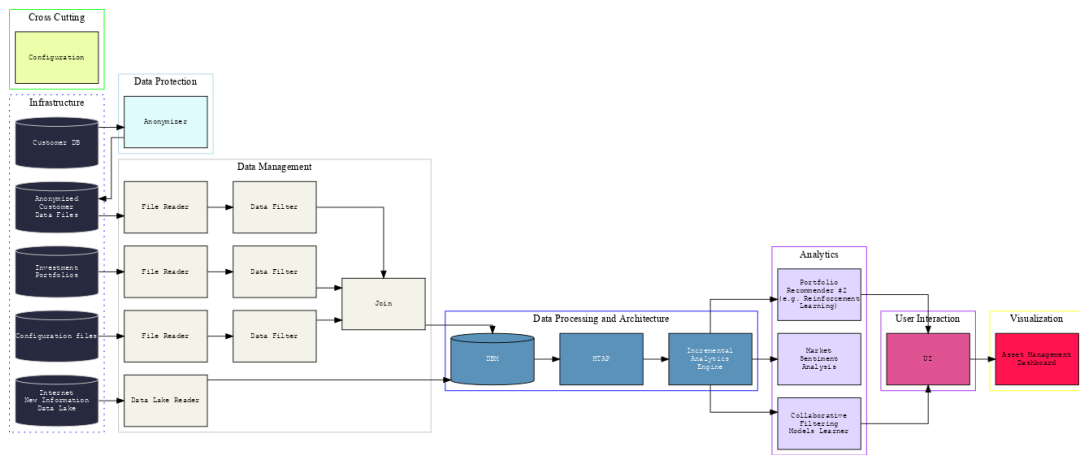 Cross Cutting
Configuration
Infrastructure
Customer DB
Anonymized
Customer
Data Files
Investment
Portfolios
Configuration files
Internet
New Information
Data Lake
Data Protection
Anonymizer
Data Management
File Reader
Data Filter
File Reader
Data Filter
Join
File Reader
Data Filter
Data Lake Reader
Data Processing and Architecture
DBM
HTAP
Incremental
Analytics
Engine
Analytics
Portfolio
Recommender #2
(e.g. Reinforcement
Learning)
Market
Sentiment
Analysis
Collaborative
Filtering
Models Learner
User Interaction
UI
Visualization
Asset Management
Dashboard